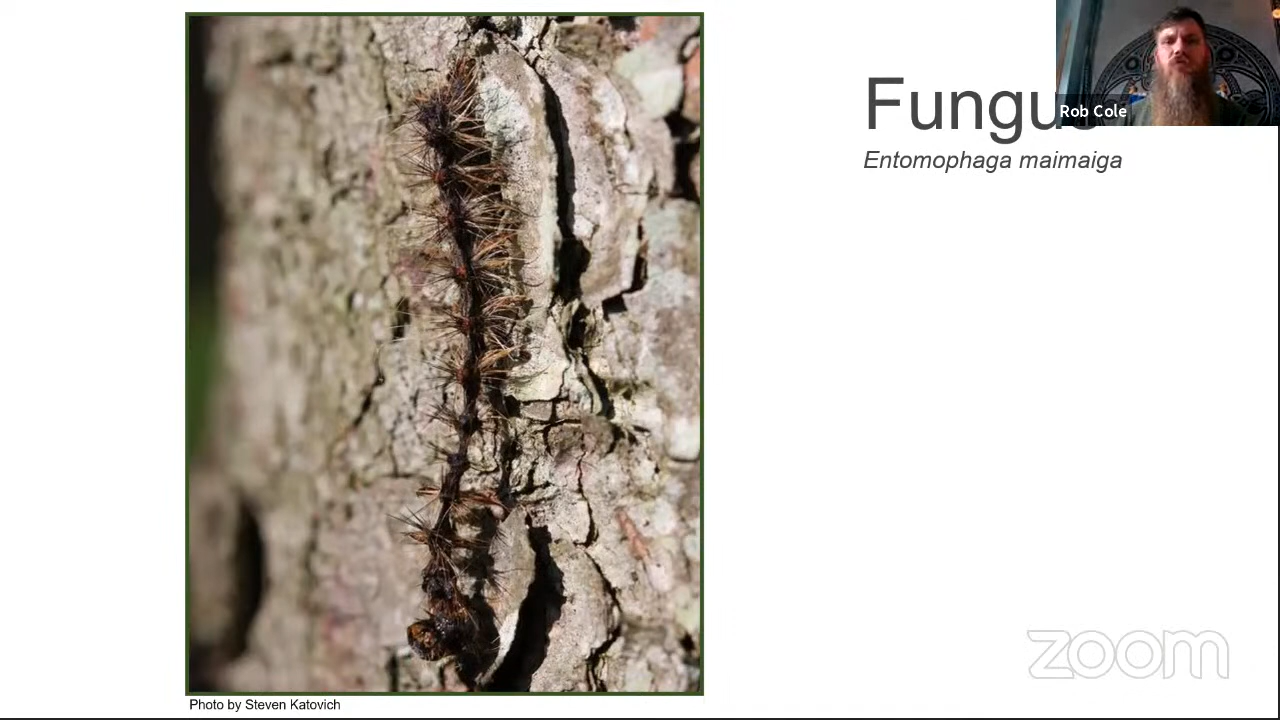 Fungus
Entomophaga maimaiga
Rob Cole
Photo by Steven Katovich
zoom